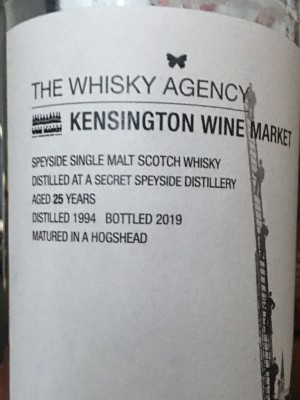 THE WHISKY AGENCY
KENSINGTON WINE MARKET
SPEYSIDE SINGLE MALT SCOTCH WHISKY
DISTILLED AT A SECRET SPEYSIDE DISTILLERY
AGED 25 YEARS
DISTILLED 1994 BOTTLED 2019
MATURED IN A HOGSHEAD